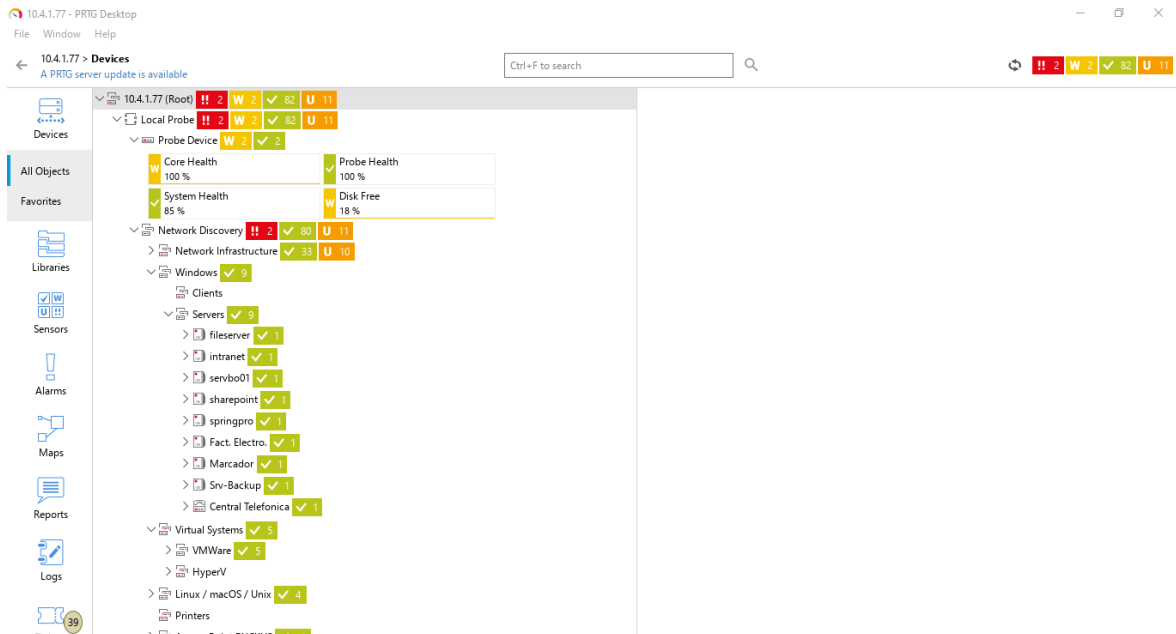 10.4.1.77 - PRTG Desktop
File Window Help
10.4.1.77 > Devices
A PRTG server update is available
Ctrl+F to search
!! 2 W 2 82 U 11
Devices
All Objects
Favorites
Libraries
Sensors
Alarms
Maps
Reports
Logs
39
10.4.1.77 (Root) !! 2 W 2 82 U 11
Local Probe !! 2 W 2 82 U 11
Probe Device W 2 2
W Core Health
100 %
Probe Health
100 %
System Health
85 %
W Disk Free
18 %
Network Discovery !! 2 80 U 11
Network Infrastructure 33 U 10
Windows 9
Clients
Servers 9
fileserver 1
intranet 1
servbo01 1
sharepoint 1
springpro 1
Fact. Electro. 1
Marcador 1
Srv-Backup 1
Central Telefonica 1
Virtual Systems 5
VMWare 5
HyperV
Linux / macOS / Unix 4
Printers